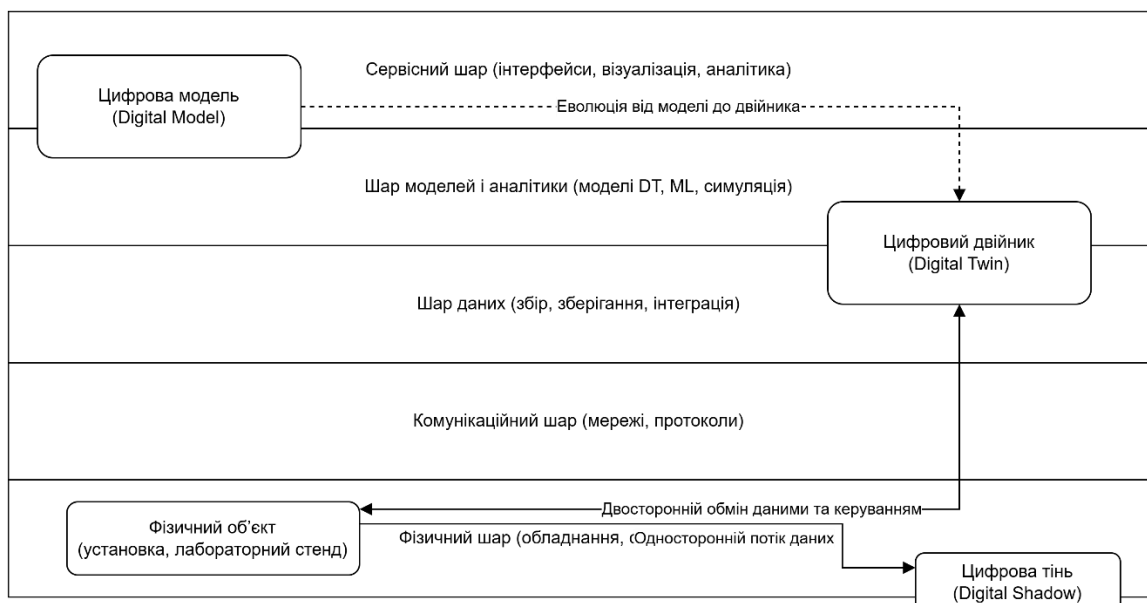 Сервісний шар (інтерфейси, візуалізація, аналітика)
Цифрова модель
(Digital Model)
Еволюція від моделі до двійника
Шар моделей і аналітики (моделі DT, ML, симуляція)
Цифровий двійник
(Digital Twin)
Шар даних (збір, зберігання, інтеграція)
Комунікаційний шар (мережі, протоколи)
Двосторонній обмін даними та керуванням
Фізичний об’єкт
(установка, лабораторний стенд)
Фізичний шар (обладнання,
Односторонній потік даних
Цифрова тінь
(Digital Shadow)